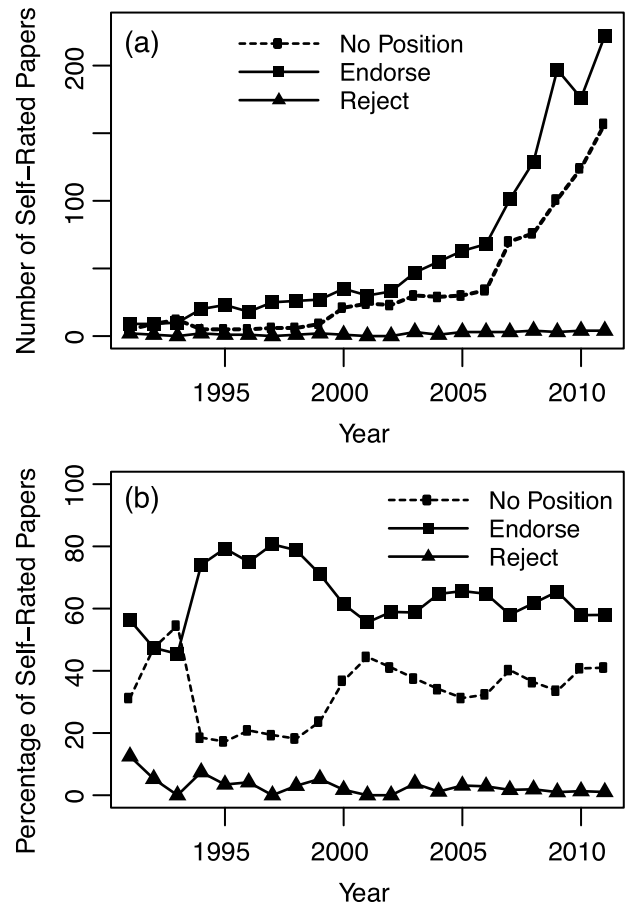 (a)
No Position
Endorse
Reject
Number of Self−Rated Papers
0
100
200
1995
2000
2005
2010
Year
(b)
No Position
Endorse
Reject
Percentage of Self−Rated Papers
0
20
40
60
80
100
1995
2000
2005
2010
Year